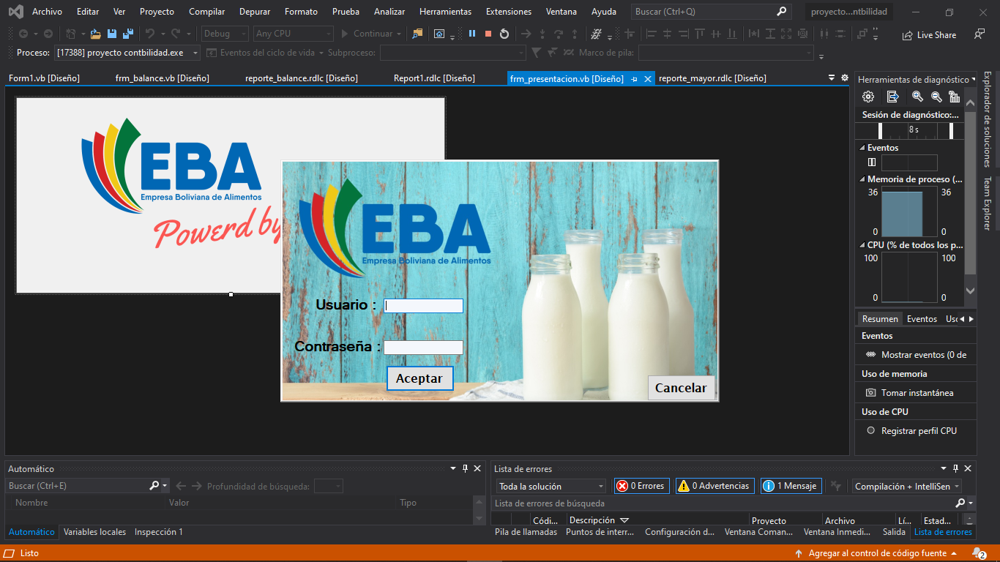 Archivo Editar Ver Proyecto Compilar Depurar Formato Prueba Analizar Herramientas Extensiones Ventana Ayuda Buscar (Ctrl+Q) proyecto...ntbilidad
Debug Any CPU Continuar Live Share
Proceso: [17388] proyecto contbilidad.exe Eventos del ciclo de vida Subproceso: Marco de pila:
Form1.vb [Diseño] frm_balance.vb [Diseño] reporte_balance.rdlc [Diseño] Report1.rdlc [Diseño] frm_presentacion.vb [Diseño] reporte_mayor.rdlc [Diseño]
EBA
Empresa Boliviana de Alimentos
Powerd by
EBA
Empresa Boliviana de Alimentos
Usuario :
Contraseña :
Aceptar
Cancelar
Herramientas de diagnóstico
Sesión de diagnóstico:...
8 s
Eventos
Memoria de proceso (...
36 36
0 0
CPU (% de todos los p...
100 100
0 0
Resumen Eventos Usc
Eventos
Mostrar eventos (0 de
Uso de memoria
Tomar instantánea
Uso de CPU
Registrar perfil CPU
Explorador de soluciones
Team Explorer
Automático
Buscar (Ctrl+E) Profundidad de búsqueda:
Nombre Valor Tipo
Automático Variables locales Inspección 1
Lista de errores
Toda la solución 0 Errores 0 Advertencias 1 Mensaje Compilación + IntelliSen
Lista de errores de búsqueda
Códi... Descripción Proyecto Archivo Lí... Estad...
Pila de llamadas Puntos de interr... Configuración d... Ventana Coman... Ventana Inmedi... Salida Lista de errores
Listo Agregar al control de código fuente 2